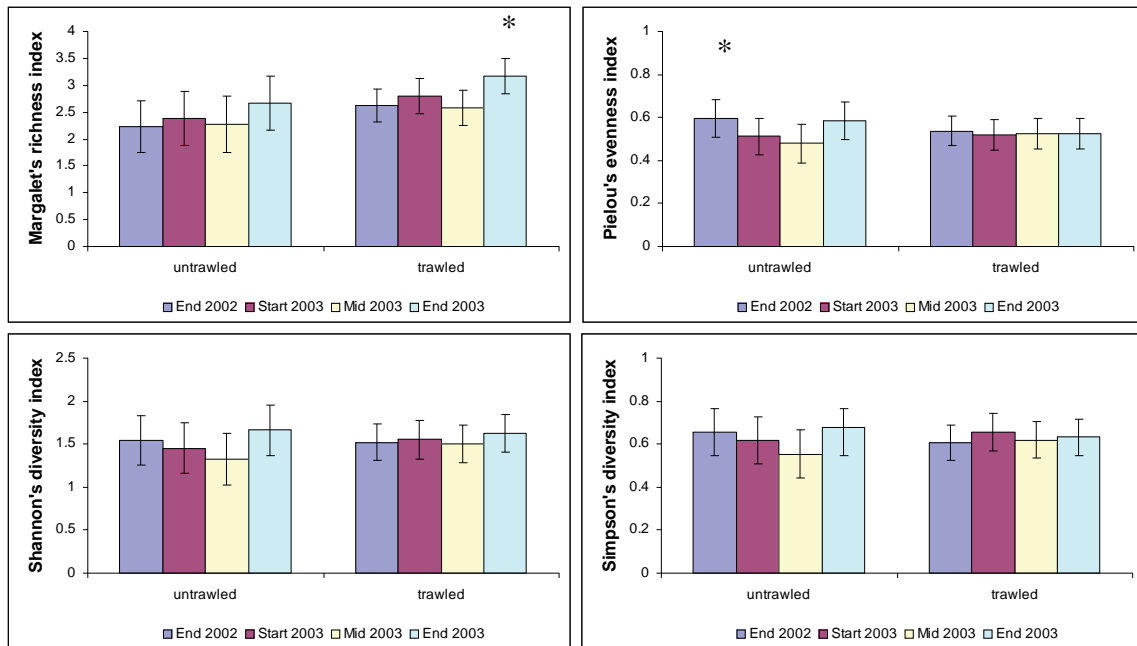 *
Margalet's richness index
4
3.5
3
2.5
2
1.5
1
0.5
0
untrawled trawled
End 2002 Start 2003 Mid 2003 End 2003
*
Pielou's evenness index
1
0.8
0.6
0.4
0.2
0
untrawled trawled
End 2002 Start 2003 Mid 2003 End 2003
Shannon's diversity index
2.5
2
1.5
1
0.5
0
untrawled trawled
End 2002 Start 2003 Mid 2003 End 2003
Simpson's diversity index
1
0.8
0.6
0.4
0.2
0
untrawled trawled
End 2002 Start 2003 Mid 2003 End 2003